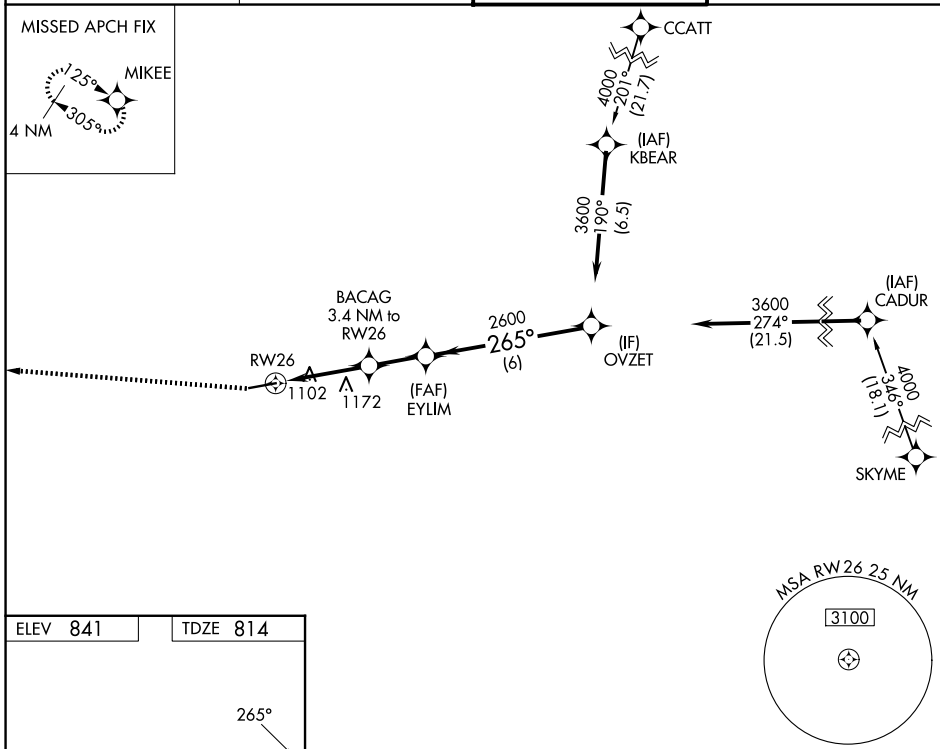 MISSED APCH FIX
MIKEE
125°
305°
4 NM
CCATT
4000
201°
(21.7)
(IAF)
KBEAR
3600
190°
(6.5)
(IAF)
CADUR
3600
274°
(21.5)
4000
346°
(18.1)
SKYME
(IF)
OVZET
2600
265°
(6)
BACAG
3.4 NM to
RW26
(FAF)
EYLIM
RW26
1102
1172
MSA RW26 25 NM
3100
ELEV 841
TDZE 814
265°